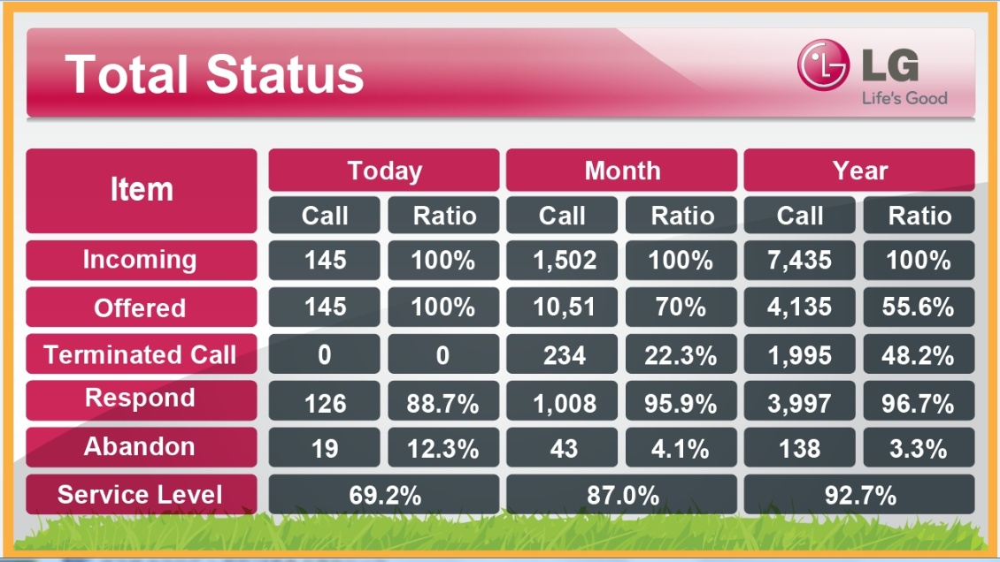 Total Status
LG
Life's Good
Item Today Month Year
Call Ratio Call Ratio Call Ratio
Incoming 145 100% 1,502 100% 7,435 100%
Offered 145 100% 10,51 70% 4,135 55.6%
Terminated Call 0 0 234 22.3% 1,995 48.2%
Respond 126 88.7% 1,008 95.9% 3,997 96.7%
Abandon 19 12.3% 43 4.1% 138 3.3%
Service Level 69.2% 87.0% 92.7%